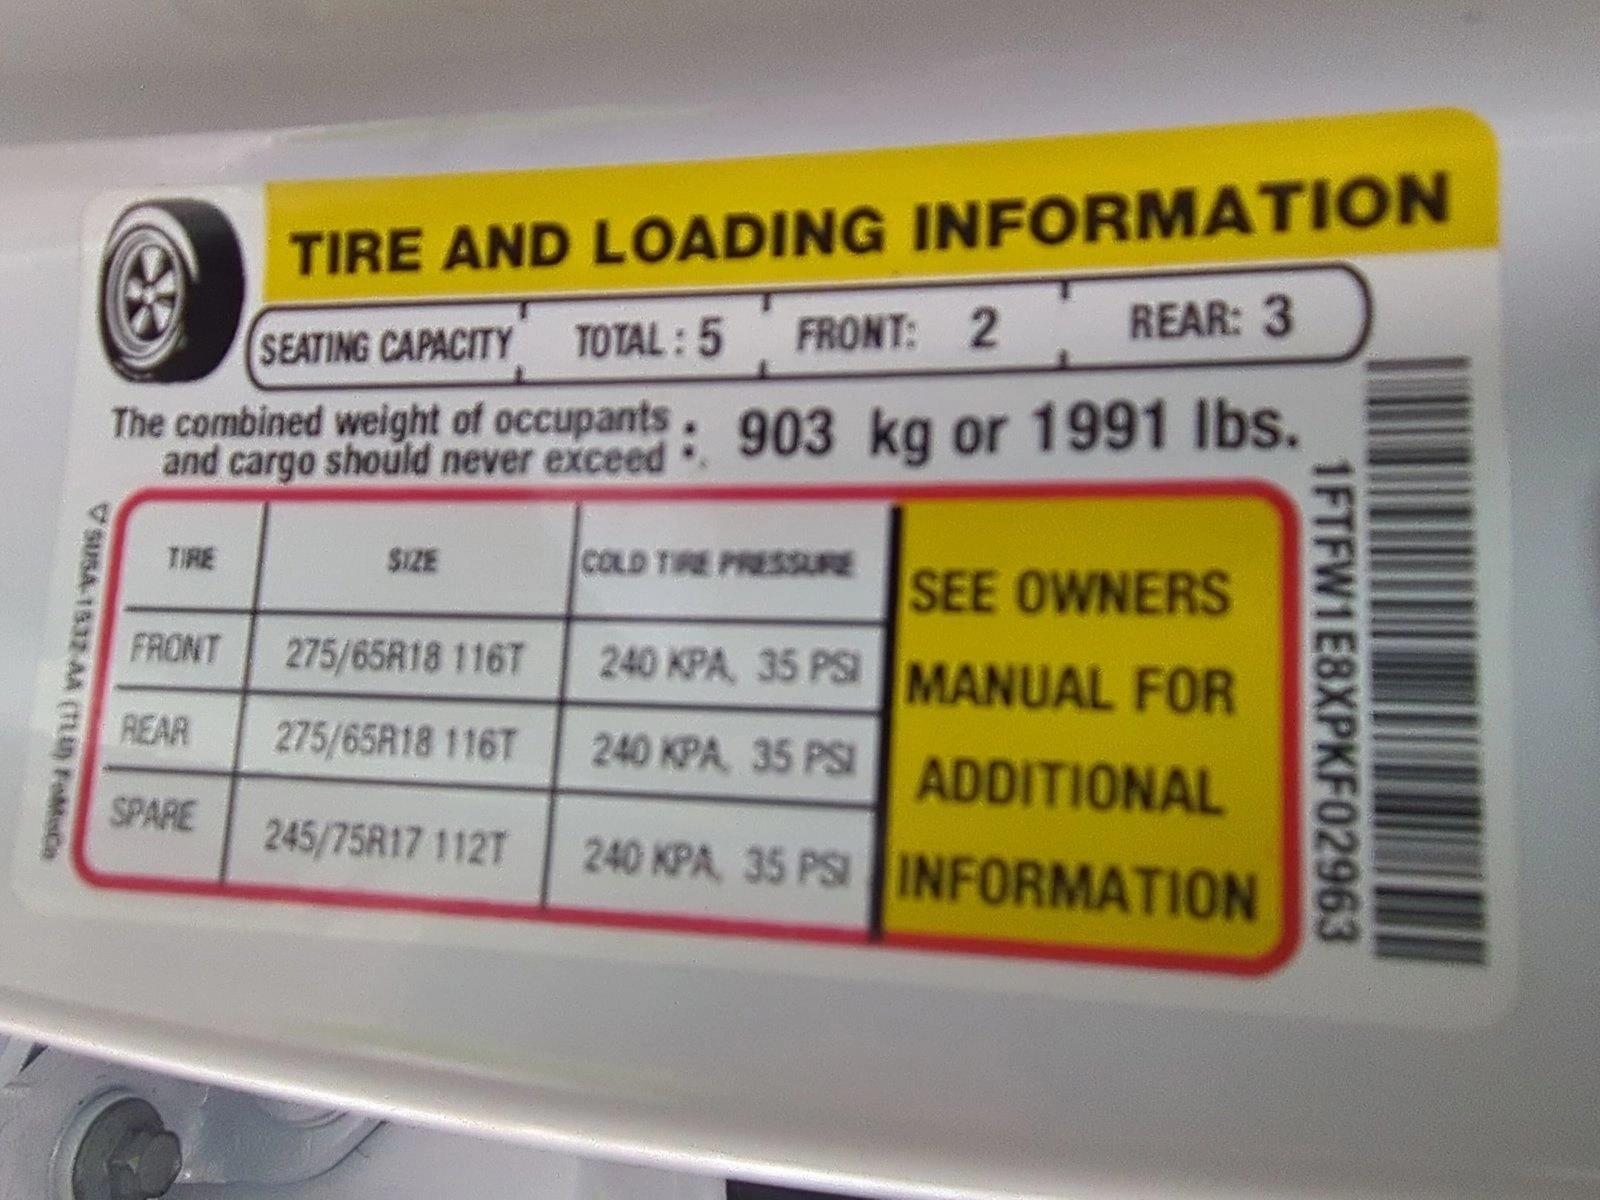 TIRE AND LOADING INFORMATION
SEATING CAPACITY TOTAL : 5 FRONT: 2 REAR: 3
The combined weight of occupants
and cargo should never exceed : 903 kg or 1991 lbs.
TIRE SIZE COLD TIRE PRESSURE
FRONT 275/65R18 116T 240 KPA, 35 PSI
REAR 275/65R18 116T 240 KPA, 35 PSI
SPARE 245/75R17 112T 240 KPA, 35 PSI
SEE OWNERS
MANUAL FOR
ADDITIONAL
INFORMATION
1FTFW1E8XPKF02963